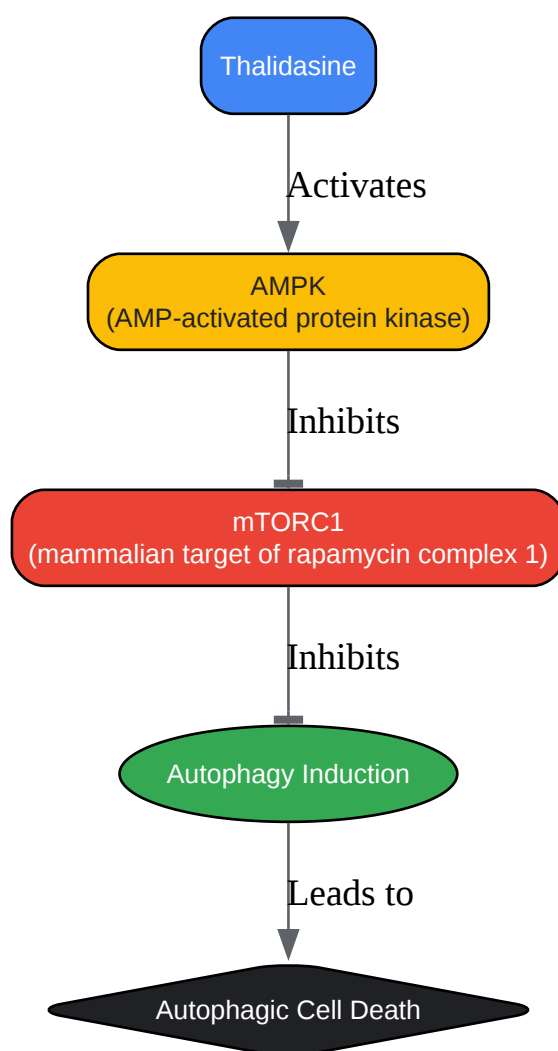 Thalidasine
Activates
AMPK
(AMP-activated protein kinase)
Inhibits
mTORC1
(mammalian target of rapamycin complex 1)
Inhibits
Autophagy Induction
Leads to
Autophagic Cell Death